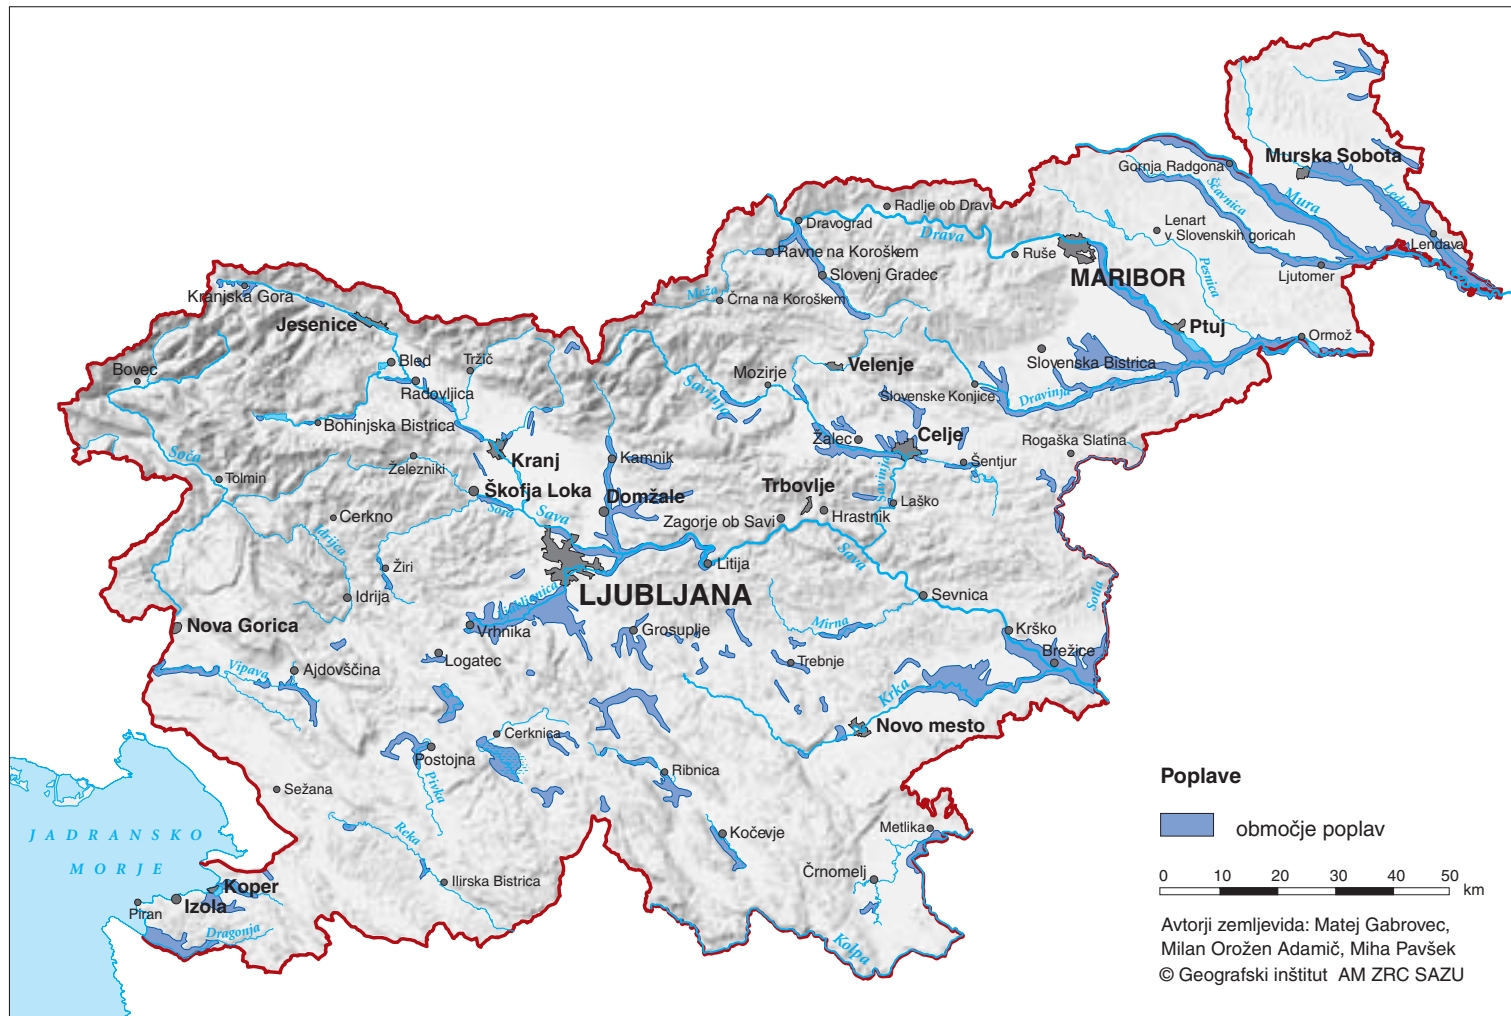 Murska Sobota
Gornja Radgona
Ščavnica
Mura
Ledava
Radlje ob Dravi
Dravograd
Drava
Lenart
v Slovenskih goricah
Lendava
Ravne na Koroškem
Ruše
Slovenj Gradec
MARIBOR
Pesnica
Ljutomer
Kranjska Gora
Meža
Črna na Koroškem
Jesenice
Ptuj
Ormož
Bled
Tržič
Bovec
Velenje
Slovenska Bistrica
Mozirje
Radovljica
Savinja
Slovenske Konjice
Dravinja
Bohinjska Bistrica
Žalec
Celje
Rogaška Slatina
Soča
Kranj
Kamnik
Šentjur
Železniki
Tolmin
Škofja Loka
Domžale
Trbovlje
Savinja
Laško
Sora
Sava
Cerkno
Zagorje ob Savi
Hrastnik
Idrijca
Sava
Žiri
Litija
Idrija
LJUBLJANA
Ljubljanica
Sevnica
Sotla
Nova Gorica
Vrhnika
Grosuplje
Mirna
Krško
Brežice
Logatec
Trebnje
Vipava
Ajdovščina
Krka
Novo mesto
Cerknica
Postojna
Ribnica
Pivka
Sežana
Poplave
območje poplav
JADRANSKO
MORJE
Reka
Kočevje
Metlika
Črnomelj
Ilirska Bistrica
Koper
Izola
Piran
Dragonja
Kolpa
0 10 20 30 40 50 km
Avtorji zemljevida: Matej Gabrovec,
Milan Orožen Adamič, Miha Pavšek
© Geografski inštitut AM ZRC SAZU